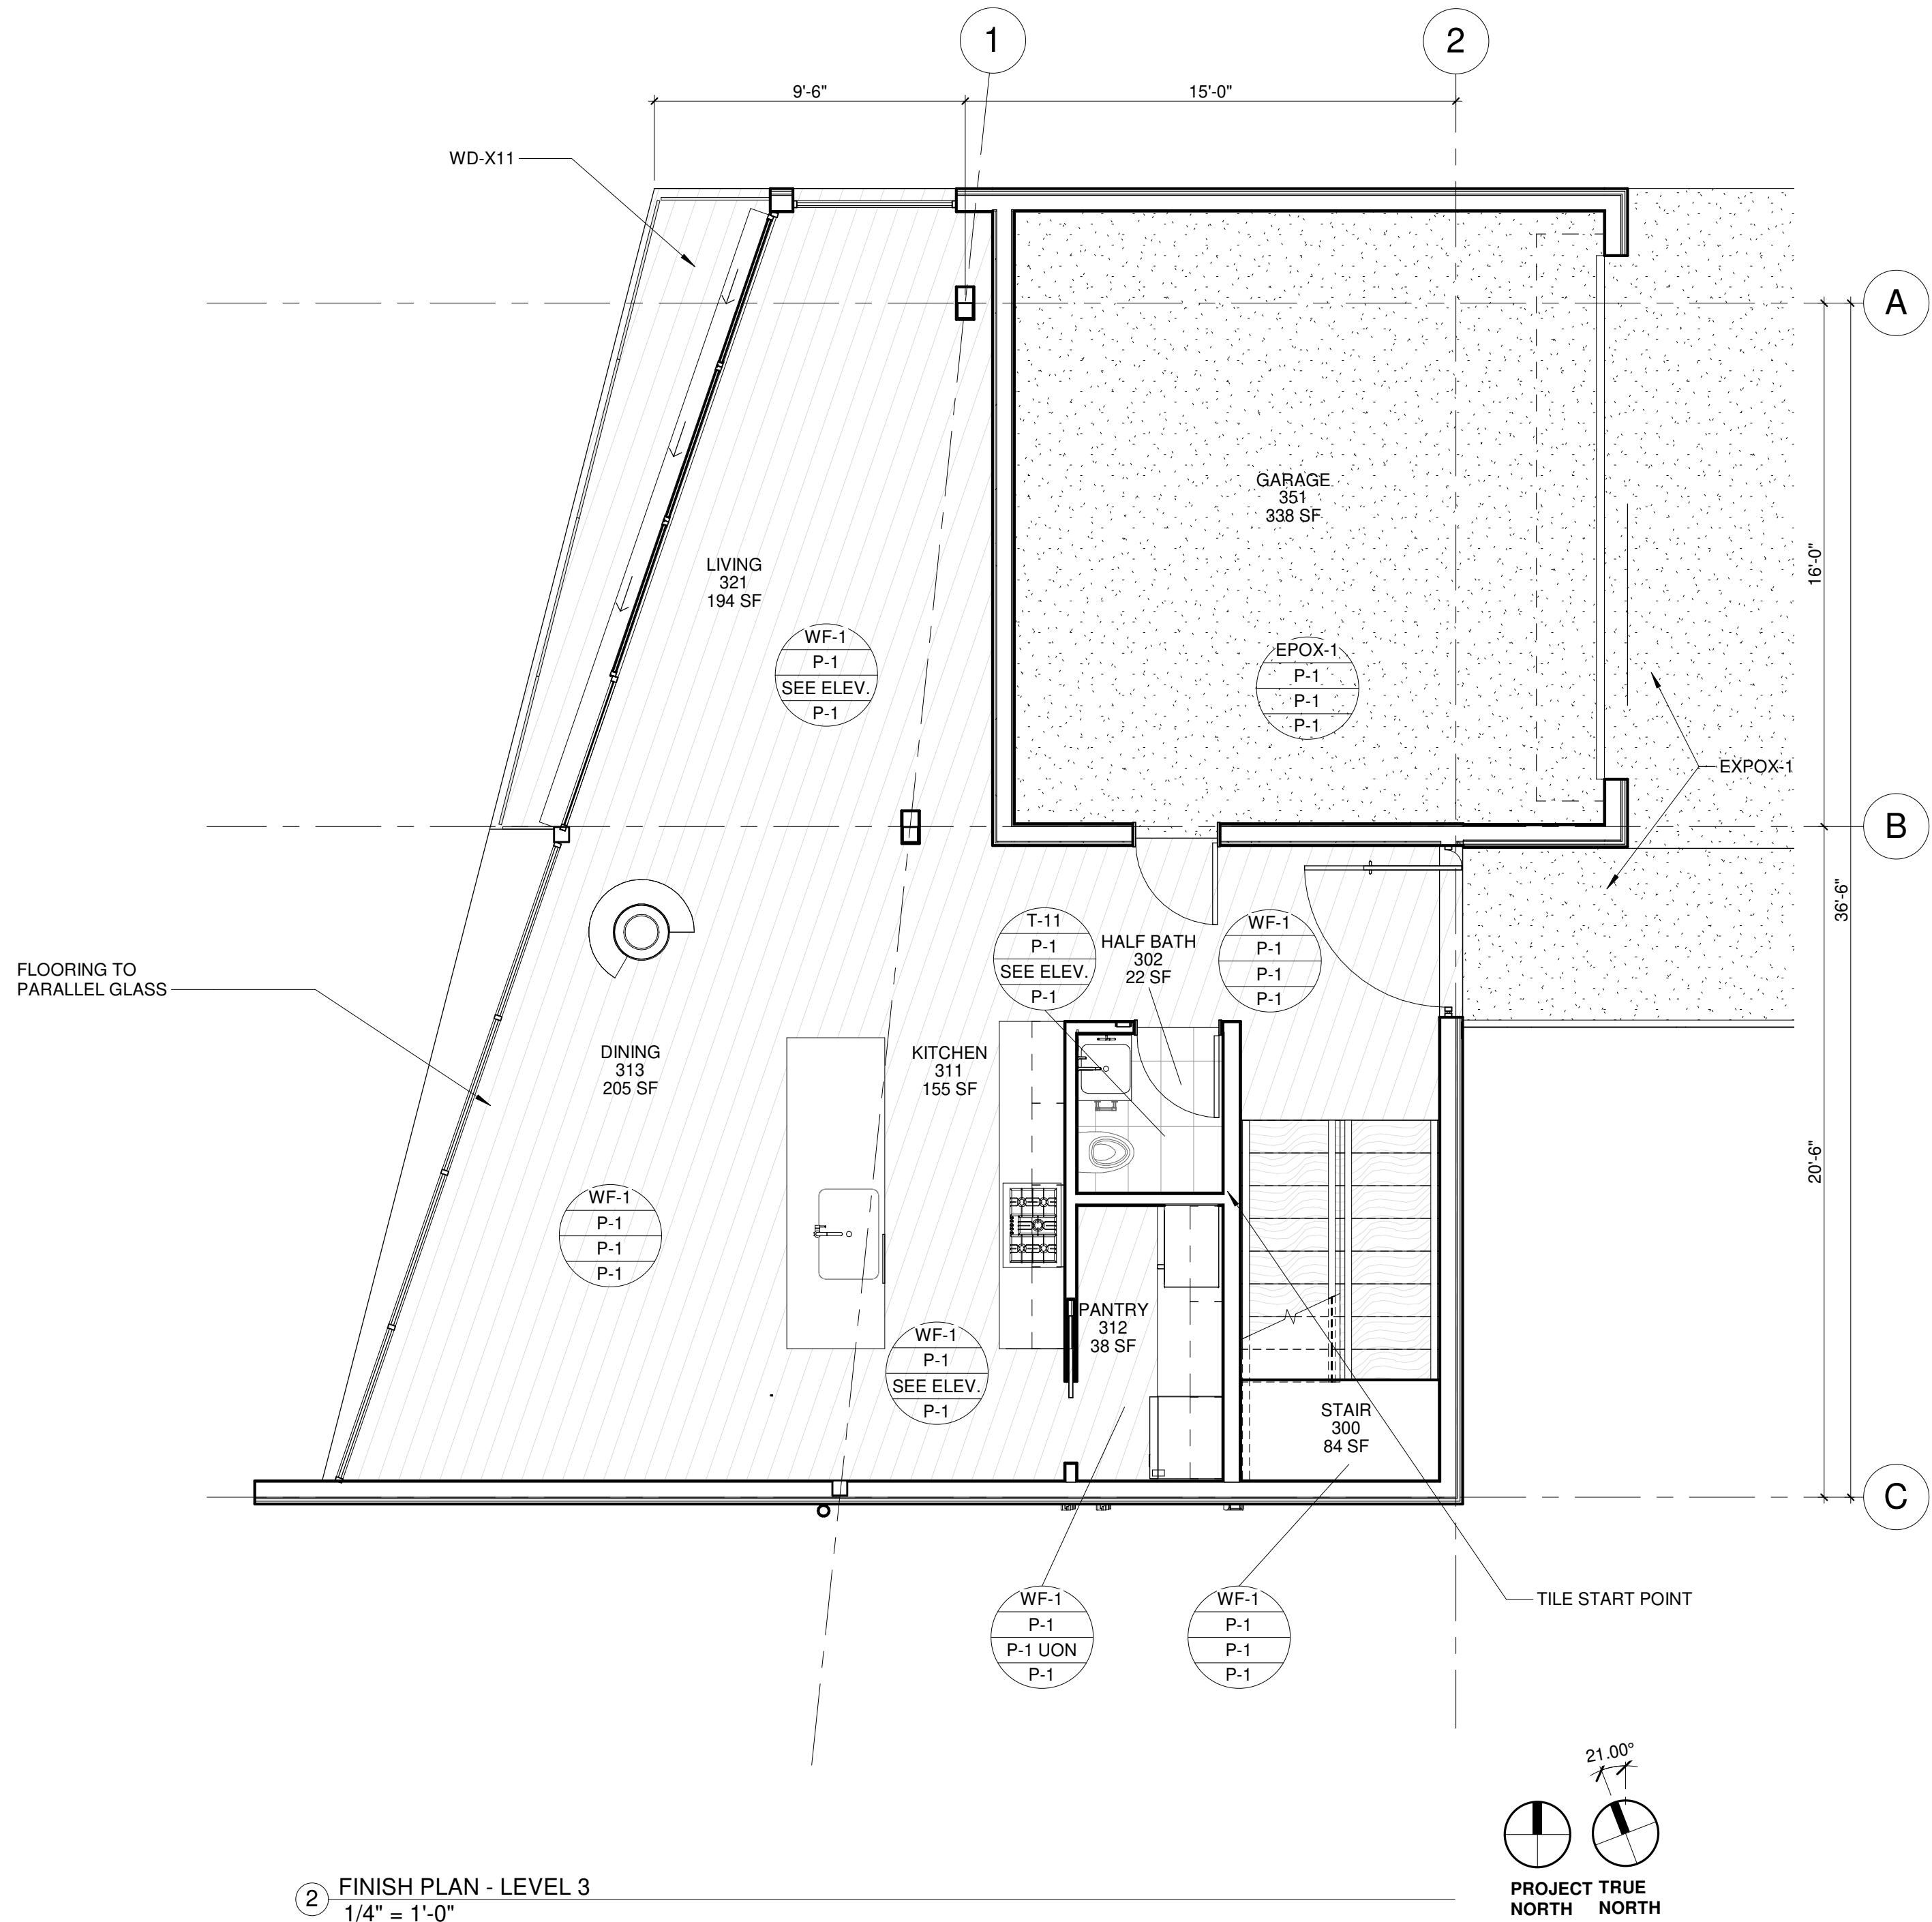 1
2
9'-6"
15'-0"
WD-X11
A
GARAGE
351
338 SF
LIVING
321
194 SF
16'-0"
WF-1
P-1
SEE ELEV.
P-1
EPOX-1
P-1
P-1
P-1
EXPOX-1
B
36'-6"
T-11
P-1
SEE ELEV.
P-1
HALF BATH
302
22 SF
WF-1
P-1
P-1
P-1
FLOORING TO
PARALLEL GLASS
DINING
313
205 SF
KITCHEN
311
155 SF
20'-6"
WF-1
P-1
P-1
P-1
WF-1
P-1
SEE ELEV.
P-1
PANTRY
312
38 SF
STAIR
300
84 SF
C
WF-1
P-1
P-1 UON
P-1
WF-1
P-1
P-1
P-1
TILE START POINT
21.00°
PROJECT
NORTH
TRUE
NORTH
2
FINISH PLAN - LEVEL 3
1/4" = 1'-0"